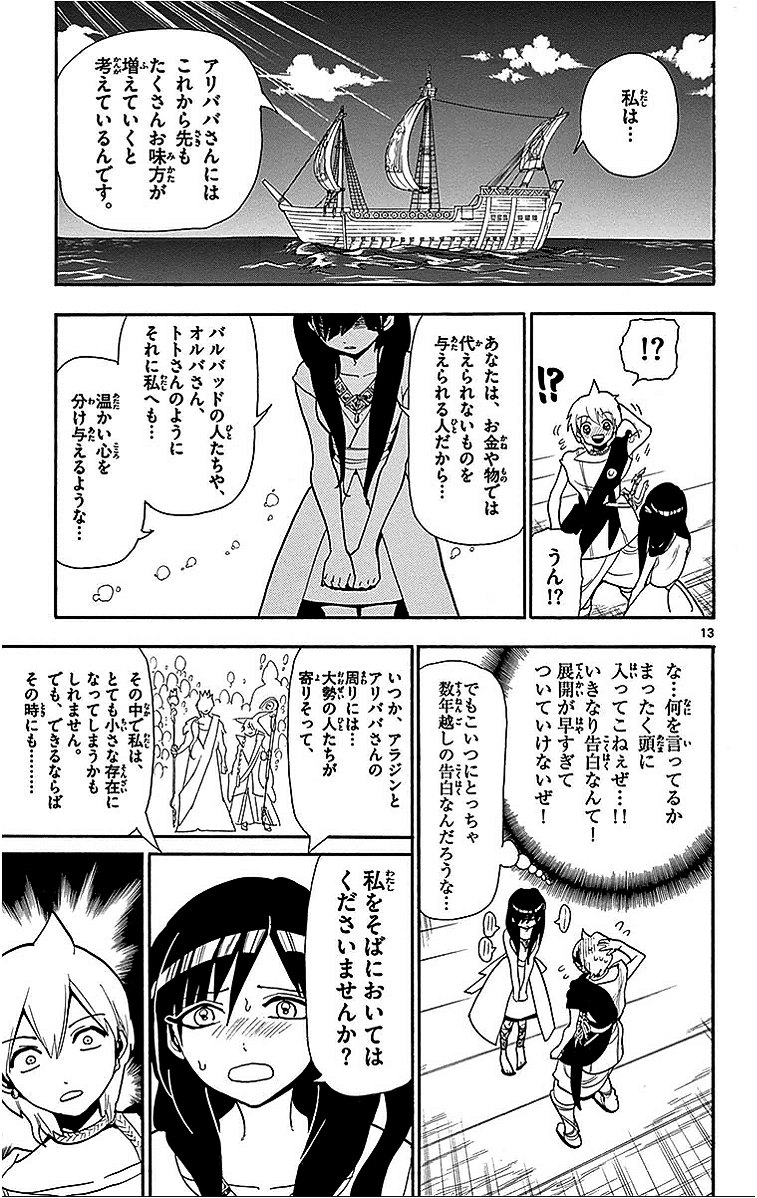 私は…
アリババさんには
これから先も
たくさんお味方が
増えていくと
考えているんです。
!?
!!?
うん!?
あなたは、お金や物では
代えられないものを
与えられる人だから…
バルバッドの人たちや、
オルバさん、
トトさんのように
それに私へも…
温かい心を
分け与えるような…
13
な…何を言ってるか
まったく頭に
入ってこねぇぜ…!!
いきなり告白なんて!
展開が早すぎて
ついていけないぜ!
でもこいつにとっちゃ
数年越しの告白なんだろうな…
いつか、アラジンと
アリババさんの
周りには…
大勢の人たちが
寄りそって、
その中で私は、
とても小さな存在に
なってしまうかも
しれません。
でも、できるならば
その時にも………
私をそばにおいては
くださいませんか?